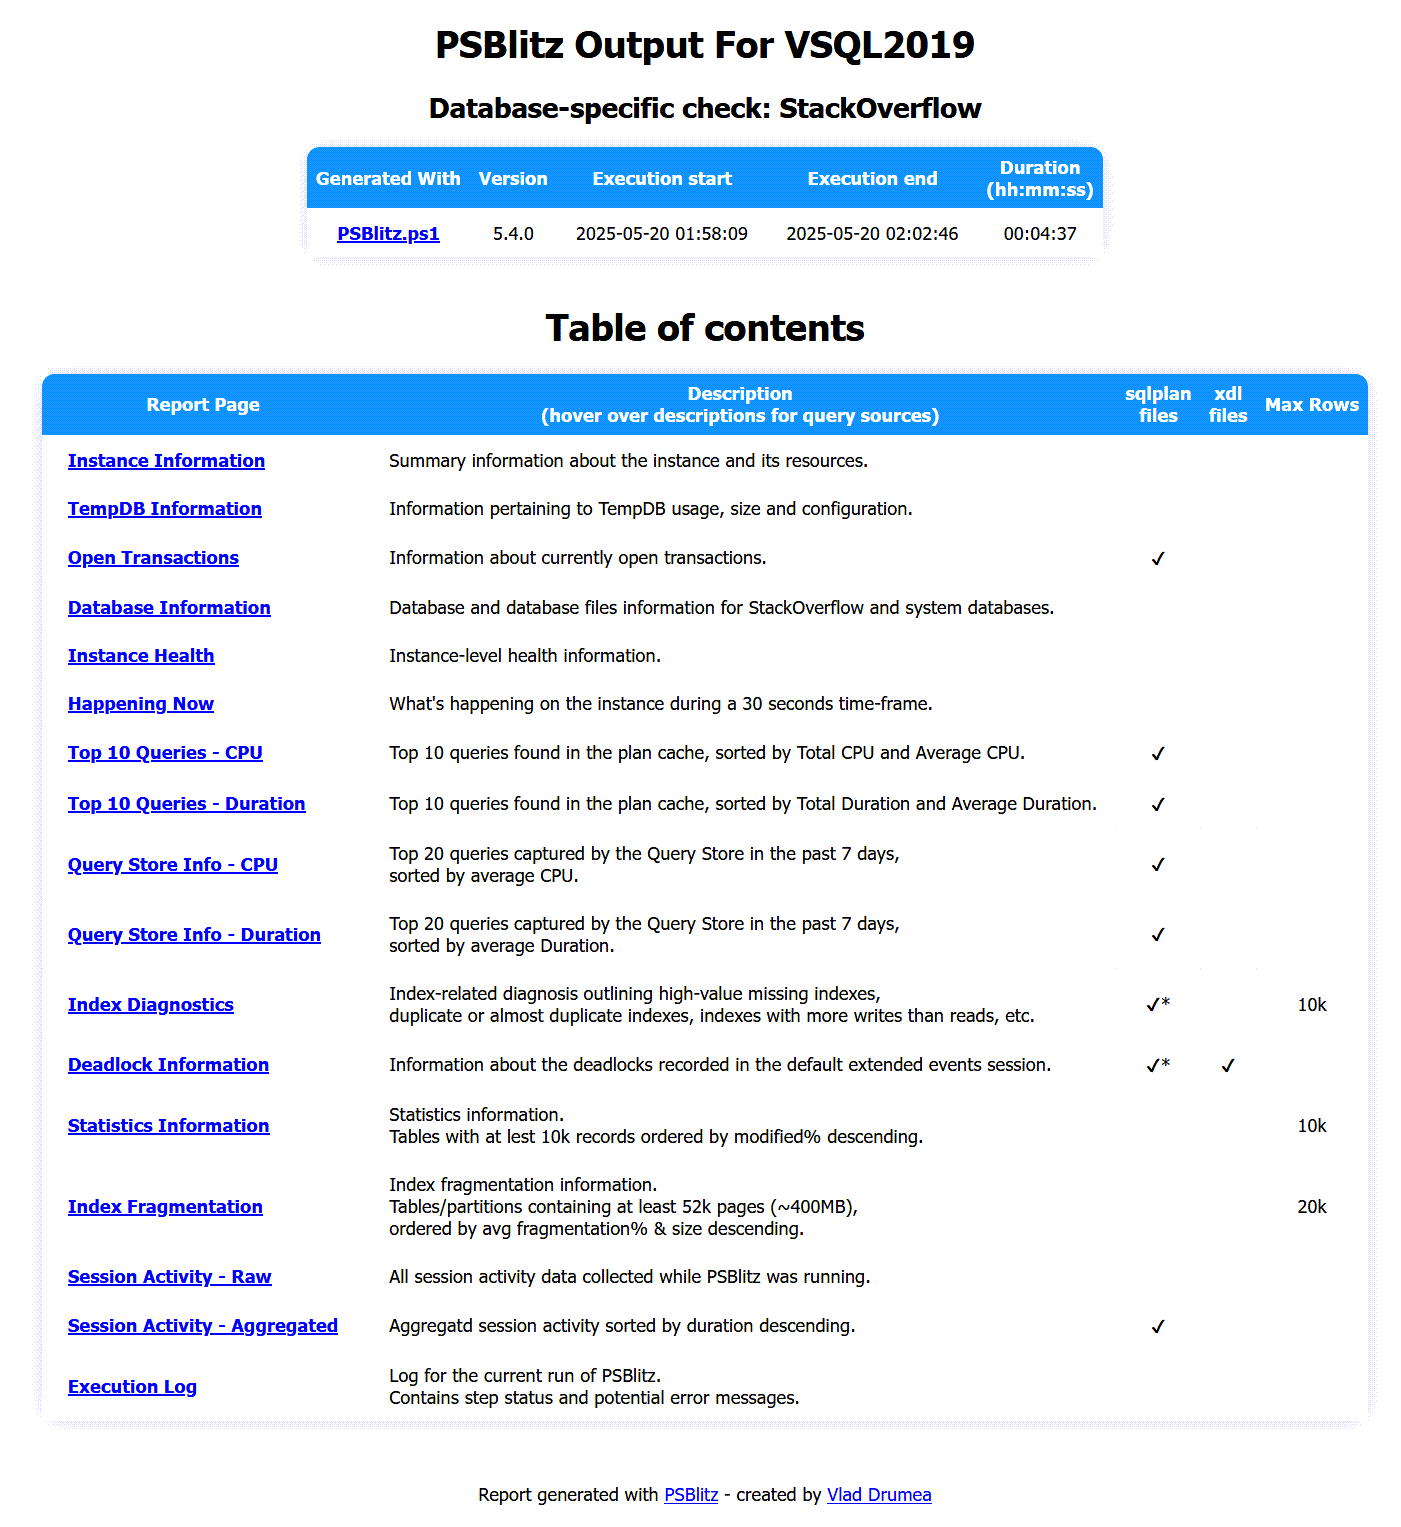 PSBlitz Output For VSQL2019
Database-specific check: StackOverflow
Generated With Version Execution start Execution end Duration
(hh:mm:ss)
PSBlitz.ps1 5.4.0 2025-05-20 01:58:09 2025-05-20 02:02:46 00:04:37
Table of contents
Report Page Description
(hover over descriptions for query sources) sqlplan
files xdl
files Max Rows
Instance Information Summary information about the instance and its resources.
TempDB Information Information pertaining to TempDB usage, size and configuration.
Open Transactions Information about currently open transactions. ✓
Database Information Database and database files information for StackOverflow and system databases.
Instance Health Instance-level health information.
Happening Now What's happening on the instance during a 30 seconds time-frame.
Top 10 Queries - CPU Top 10 queries found in the plan cache, sorted by Total CPU and Average CPU. ✓
Top 10 Queries - Duration Top 10 queries found in the plan cache, sorted by Total Duration and Average Duration. ✓
Query Store Info - CPU Top 20 queries captured by the Query Store in the past 7 days,
sorted by average CPU. ✓
Query Store Info - Duration Top 20 queries captured by the Query Store in the past 7 days,
sorted by average Duration. ✓
Index Diagnostics Index-related diagnosis outlining high-value missing indexes,
duplicate or almost duplicate indexes, indexes with more writes than reads, etc. ✓* 10k
Deadlock Information Information about the deadlocks recorded in the default extended events session. ✓* ✓
Statistics Information Statistics information.
Tables with at lest 10k records ordered by modified% descending. 10k
Index Fragmentation Index fragmentation information.
Tables/partitions containing at least 52k pages (~400MB),
ordered by avg fragmentation% & size descending. 20k
Session Activity - Raw All session activity data collected while PSBlitz was running.
Session Activity - Aggregated Aggregatd session activity sorted by duration descending. ✓
Execution Log Log for the current run of PSBlitz.
Contains step status and potential error messages.
Report generated with PSBlitz - created by Vlad Drumea